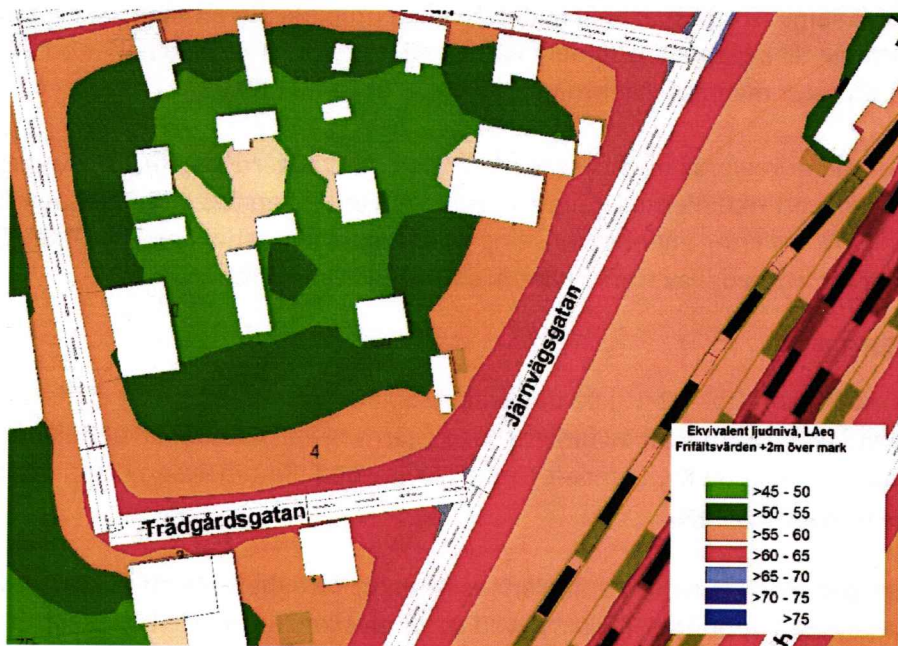 Järnvägsgatan
4
Ekvivalent ljudnivå, LAeq
Frifältsvärden +2m över mark
>45 - 50
>50 - 55
>55 - 60
>60 - 65
>65 - 70
>70 - 75
>75
Trädgårdsgatan